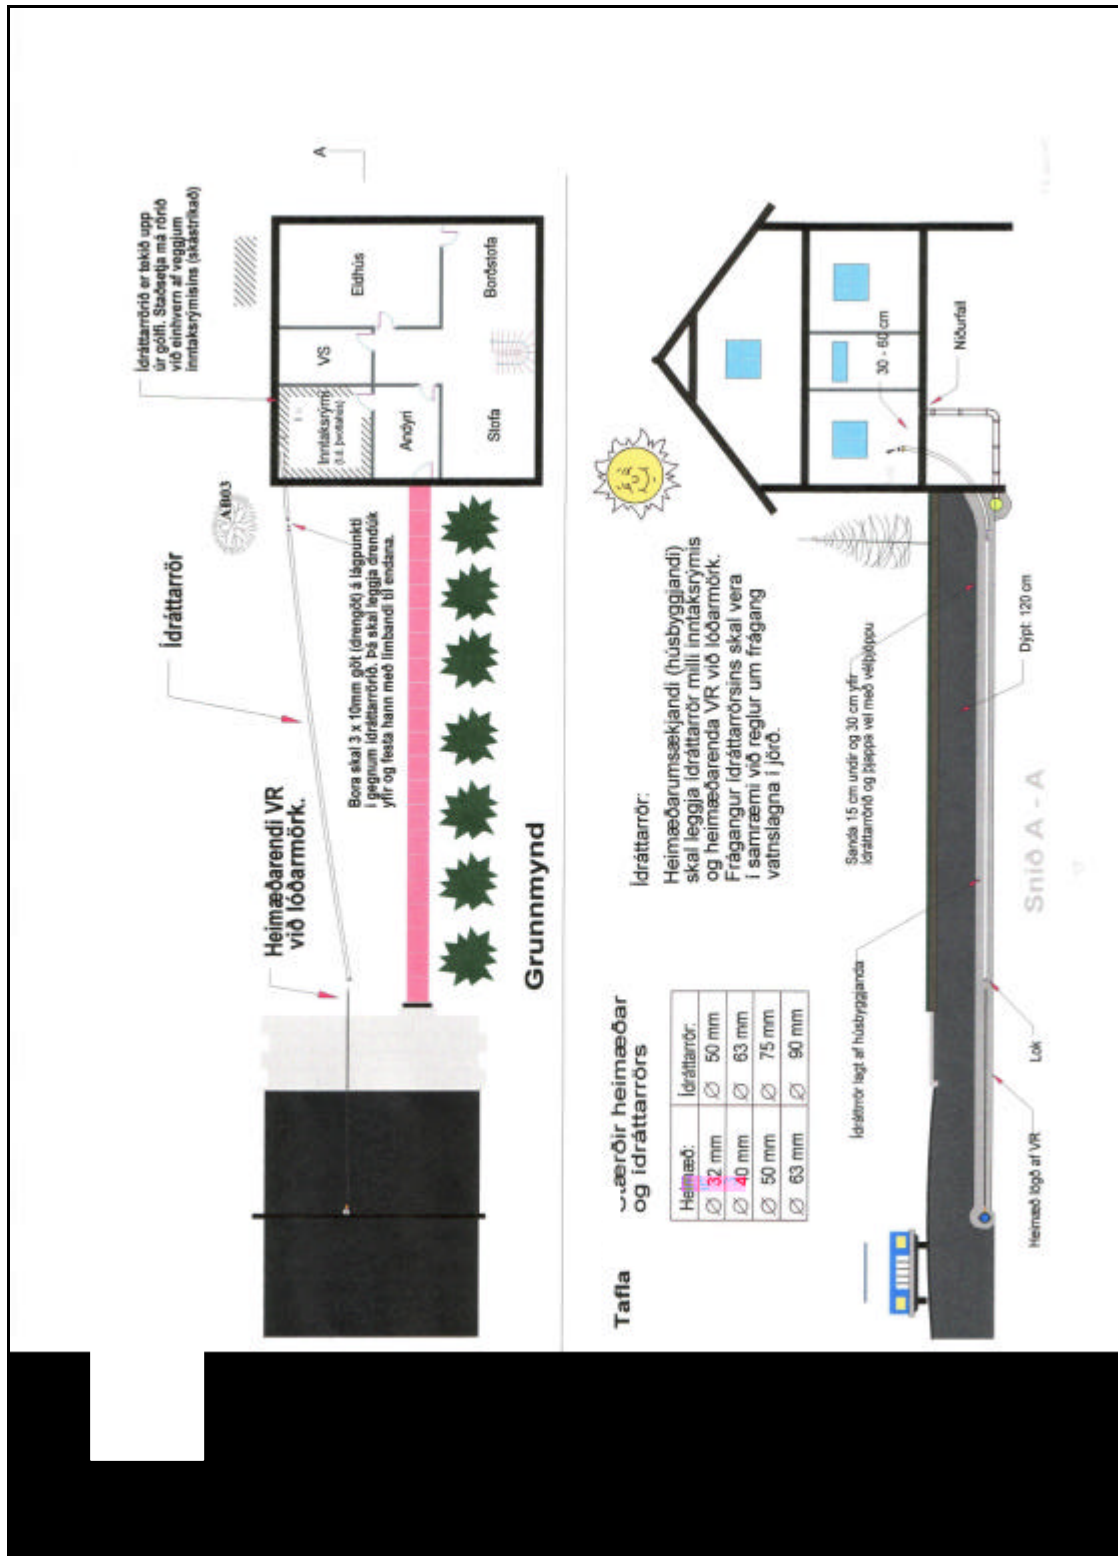 Ídráttarrörið er tekið upp
úr gólfi. Staðsetja má rörið
við einhvern af veggjum
inntaksrýmisins (skástrikað)
A
Ídráttarrör
AB03
Inntaksrými
(t.d. þvottahús)
VS
Eldhús
Andyri
Stofa
Borðstofa
Bora skal 3 x 10mm göt (drengöt) á lágpunkti
í gegnum ídráttarrörið. Þá skal leggja drendúk
yfir og festa hann með límbandi til endana.
Heimæðarendi VR
við lóðarmörk.
Grunnmynd
Tafla
Stærðir heimæðar
og ídráttarrörs
Heimæð: Ídráttarrör:
∅ 32 mm ∅ 50 mm
∅ 40 mm ∅ 63 mm
∅ 50 mm ∅ 75 mm
∅ 63 mm ∅ 90 mm
Ídráttarrör:
Heimæðarumsækjandi (húsbyggjandi)
skal leggja ídráttarrör milli inntaksrýmis
og heimæðarenda VR við lóðarmörk.
Frágangur ídráttarrörsins skal vera
í samræmi við reglur um frágang
vatnslagna í jörð.
30 - 60 cm
Niðurfall
Sanda 15 cm undir og 30 cm yfir
ídráttarrörið og þjappa vel með vélþjöppu
Dýpt: 120 cm
Ídráttrrör lagt af húsbyggjanda
Lok
Heimæð lögð af VR
Snið A - A